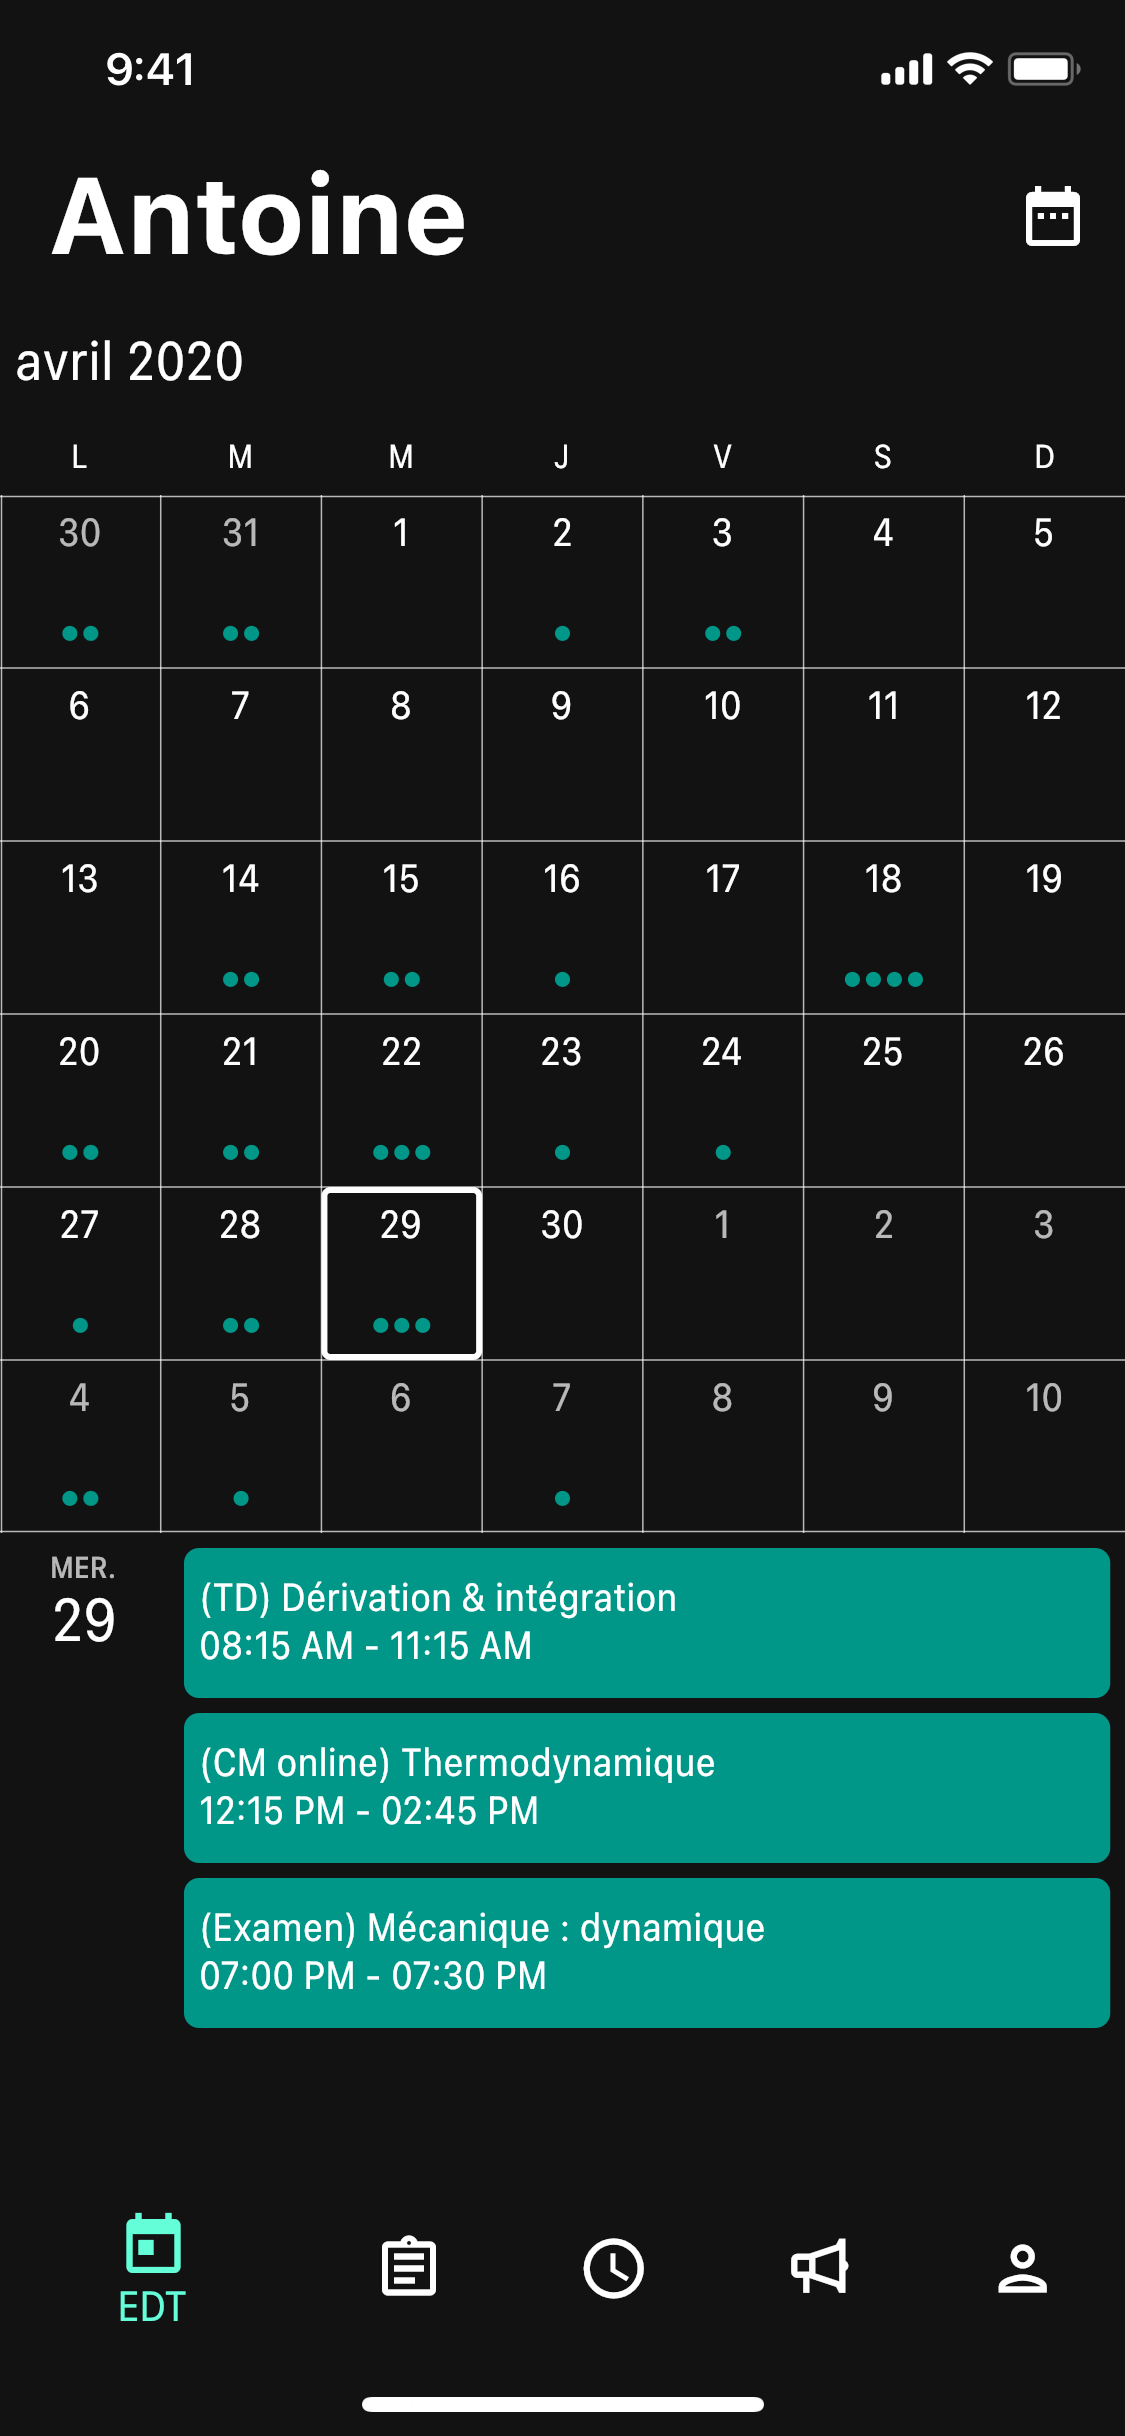 9:41
Antoine
avril 2020
L M M J V S D
30 31 1 2 3 4 5
6 7 8 9 10 11 12
13 14 15 16 17 18 19
20 21 22 23 24 25 26
27 28 29 30 1 2 3
4 5 6 7 8 9 10
MER.
29
(TD) Dérivation & intégration
08:15 AM - 11:15 AM
(CM online) Thermodynamique
12:15 PM - 02:45 PM
(Examen) Mécanique : dynamique
07:00 PM - 07:30 PM
EDT